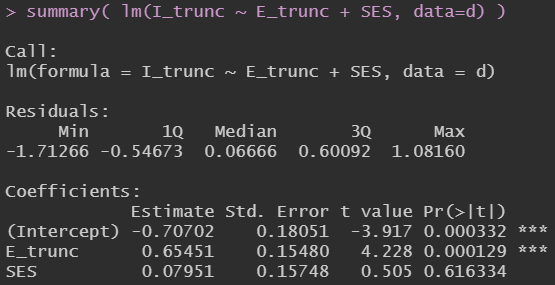 > summary( lm(I_trunc ~ E_trunc + SES, data=d) )
Call:
lm(formula = I_trunc ~ E_trunc + SES, data = d)
Residuals:
     Min       1Q   Median       3Q      Max
-1.71266 -0.54673  0.06666  0.60092  1.08160
Coefficients:
            Estimate Std. Error t value Pr(>|t|)
(Intercept) -0.70702    0.18051  -3.917 0.000332 ***
E_trunc      0.65451    0.15480   4.228 0.000129 ***
SES          0.07951    0.15748   0.505 0.616334